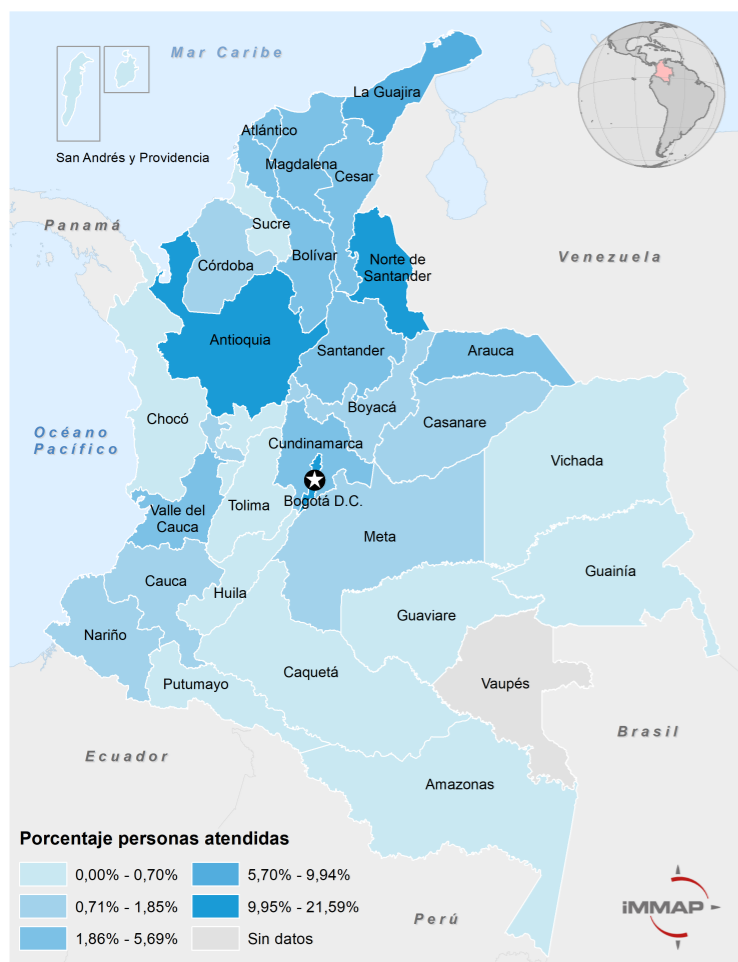 Mar Caribe
La Guajira
San Andrés y Providencia
Atlántico
Magdalena
Cesar
Panamá
Sucre
Bolívar
Córdoba
Norte de
Santander
Venezuela
Antioquia
Santander
Arauca
Boyacá
Chocó
Casanare
Océano
Pacífico
Cundinamarca
Vichada
Bogotá D.C.
Tolima
Valle del
Cauca
Meta
Guainía
Cauca
Huila
Guaviare
Nariño
Caquetá
Putumayo
Vaupés
Brasil
Ecuador
Amazonas
Porcentaje personas atendidas
0,00% - 0,70%
0,71% - 1,85%
1,86% - 5,69%
5,70% - 9,94%
9,95% - 21,59%
Sin datos
Perú
iMMAP